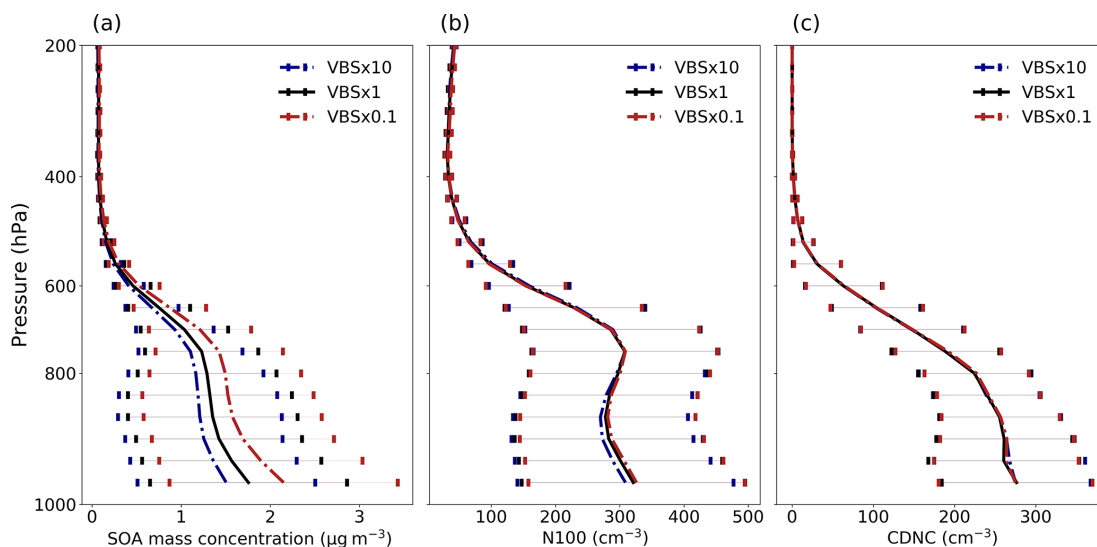 (a)
(b)
(c)
200
400
600
800
1000
Pressure (hPa)
VBSx10
VBSx1
VBSx0.1
VBSx10
VBSx1
VBSx0.1
VBSx10
VBSx1
VBSx0.1
0 1 2 3
100 200 300 400 500
0 100 200 300
SOA mass concentration (μg m⁻³)
N100 (cm⁻³)
CDNC (cm⁻³)